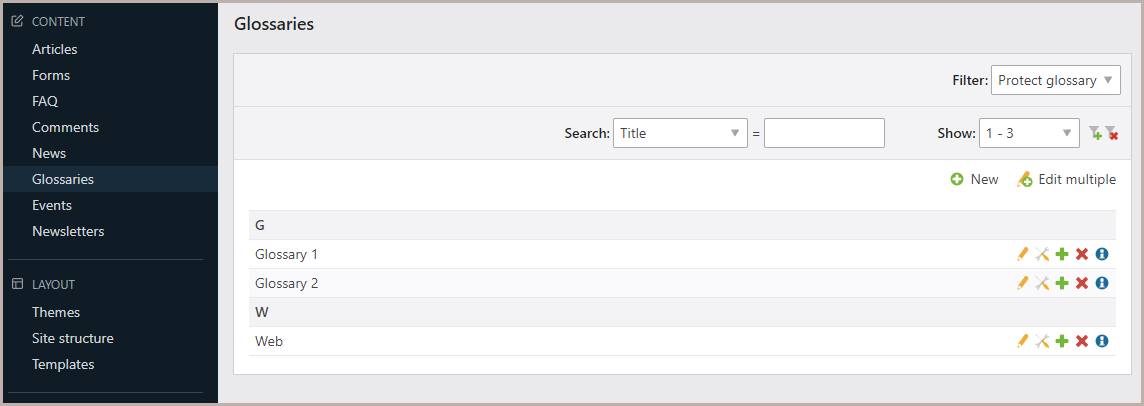 CONTENT
Articles
Forms
FAQ
Comments
News
Glossaries
Events
Newsletters
LAYOUT
Themes
Site structure
Templates
Glossaries
Filter: Protect glossary
Search: Title = Show: 1 - 3
New Edit multiple
G
Glossary 1
Glossary 2
W
Web